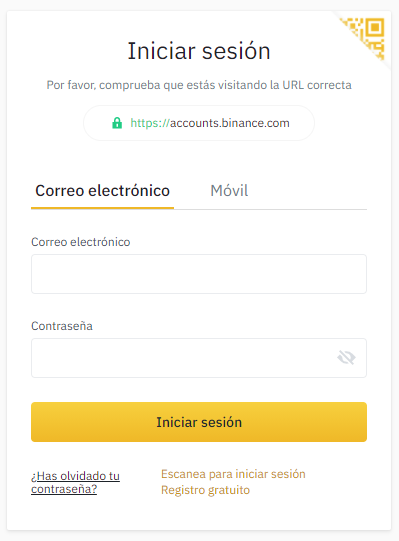 Iniciar sesión
Por favor, comprueba que estás visitando la URL correcta
https://accounts.binance.com
Correo electrónico
Móvil
Correo electrónico
Contraseña
Iniciar sesión
¿Has olvidado tu
contraseña?
Escanea para iniciar sesión
Registro gratuito